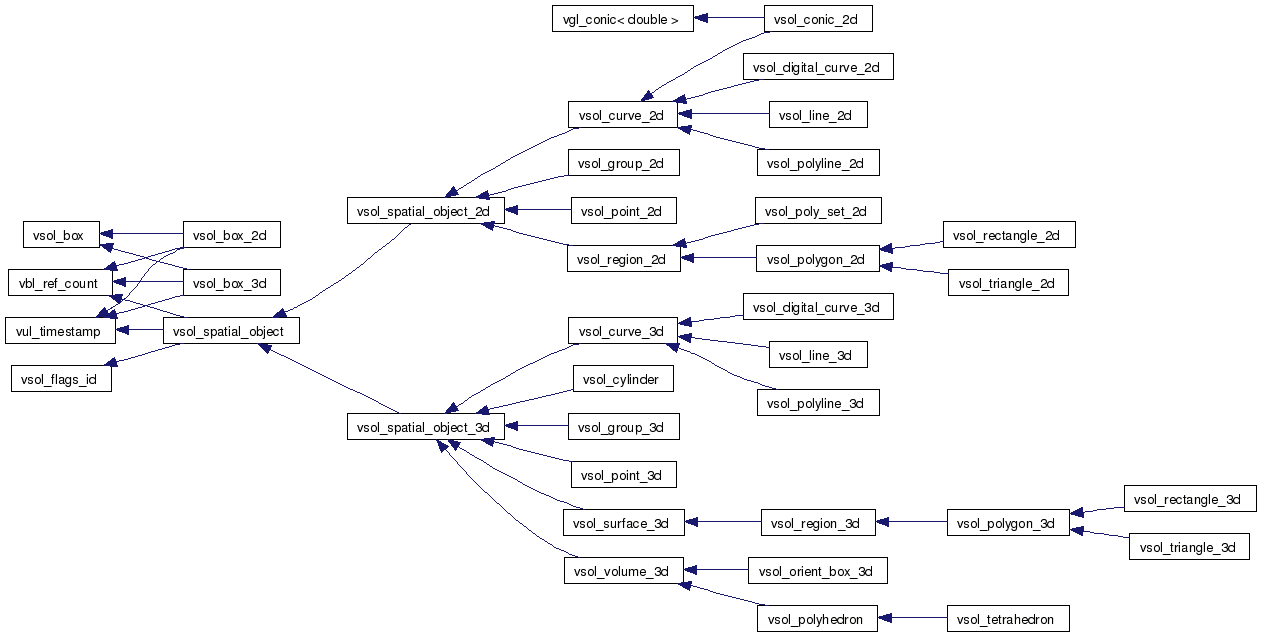 vgl_conic< double >
vsol_conic_2d
vsol_digital_curve_2d
vsol_curve_2d
vsol_line_2d
vsol_group_2d
vsol_polyline_2d
vsol_spatial_object_2d
vsol_point_2d
vsol_poly_set_2d
vsol_box
vsol_box_2d
vsol_region_2d
vsol_polygon_2d
vsol_rectangle_2d
vbl_ref_count
vsol_box_3d
vsol_triangle_2d
vul_timestamp
vsol_spatial_object
vsol_curve_3d
vsol_digital_curve_3d
vsol_line_3d
vsol_flags_id
vsol_cylinder
vsol_polyline_3d
vsol_spatial_object_3d
vsol_group_3d
vsol_point_3d
vsol_surface_3d
vsol_region_3d
vsol_polygon_3d
vsol_rectangle_3d
vsol_triangle_3d
vsol_volume_3d
vsol_orient_box_3d
vsol_polyhedron
vsol_tetrahedron